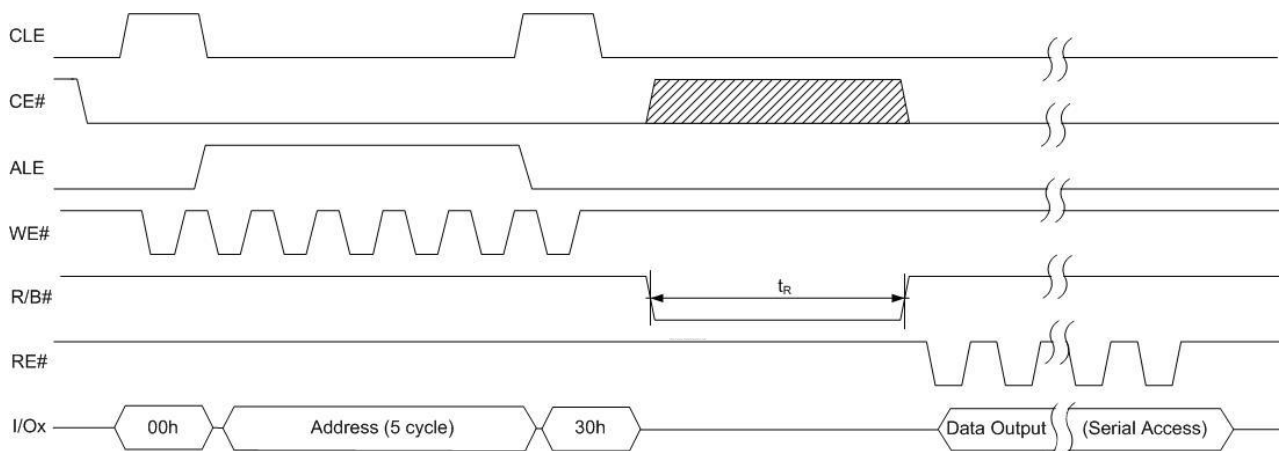 CLE
CE#
ALE
WE#
R/B#
tR
RE#
I/Ox
00h
Address (5 cycle)
30h
Data Output
(Serial Access)